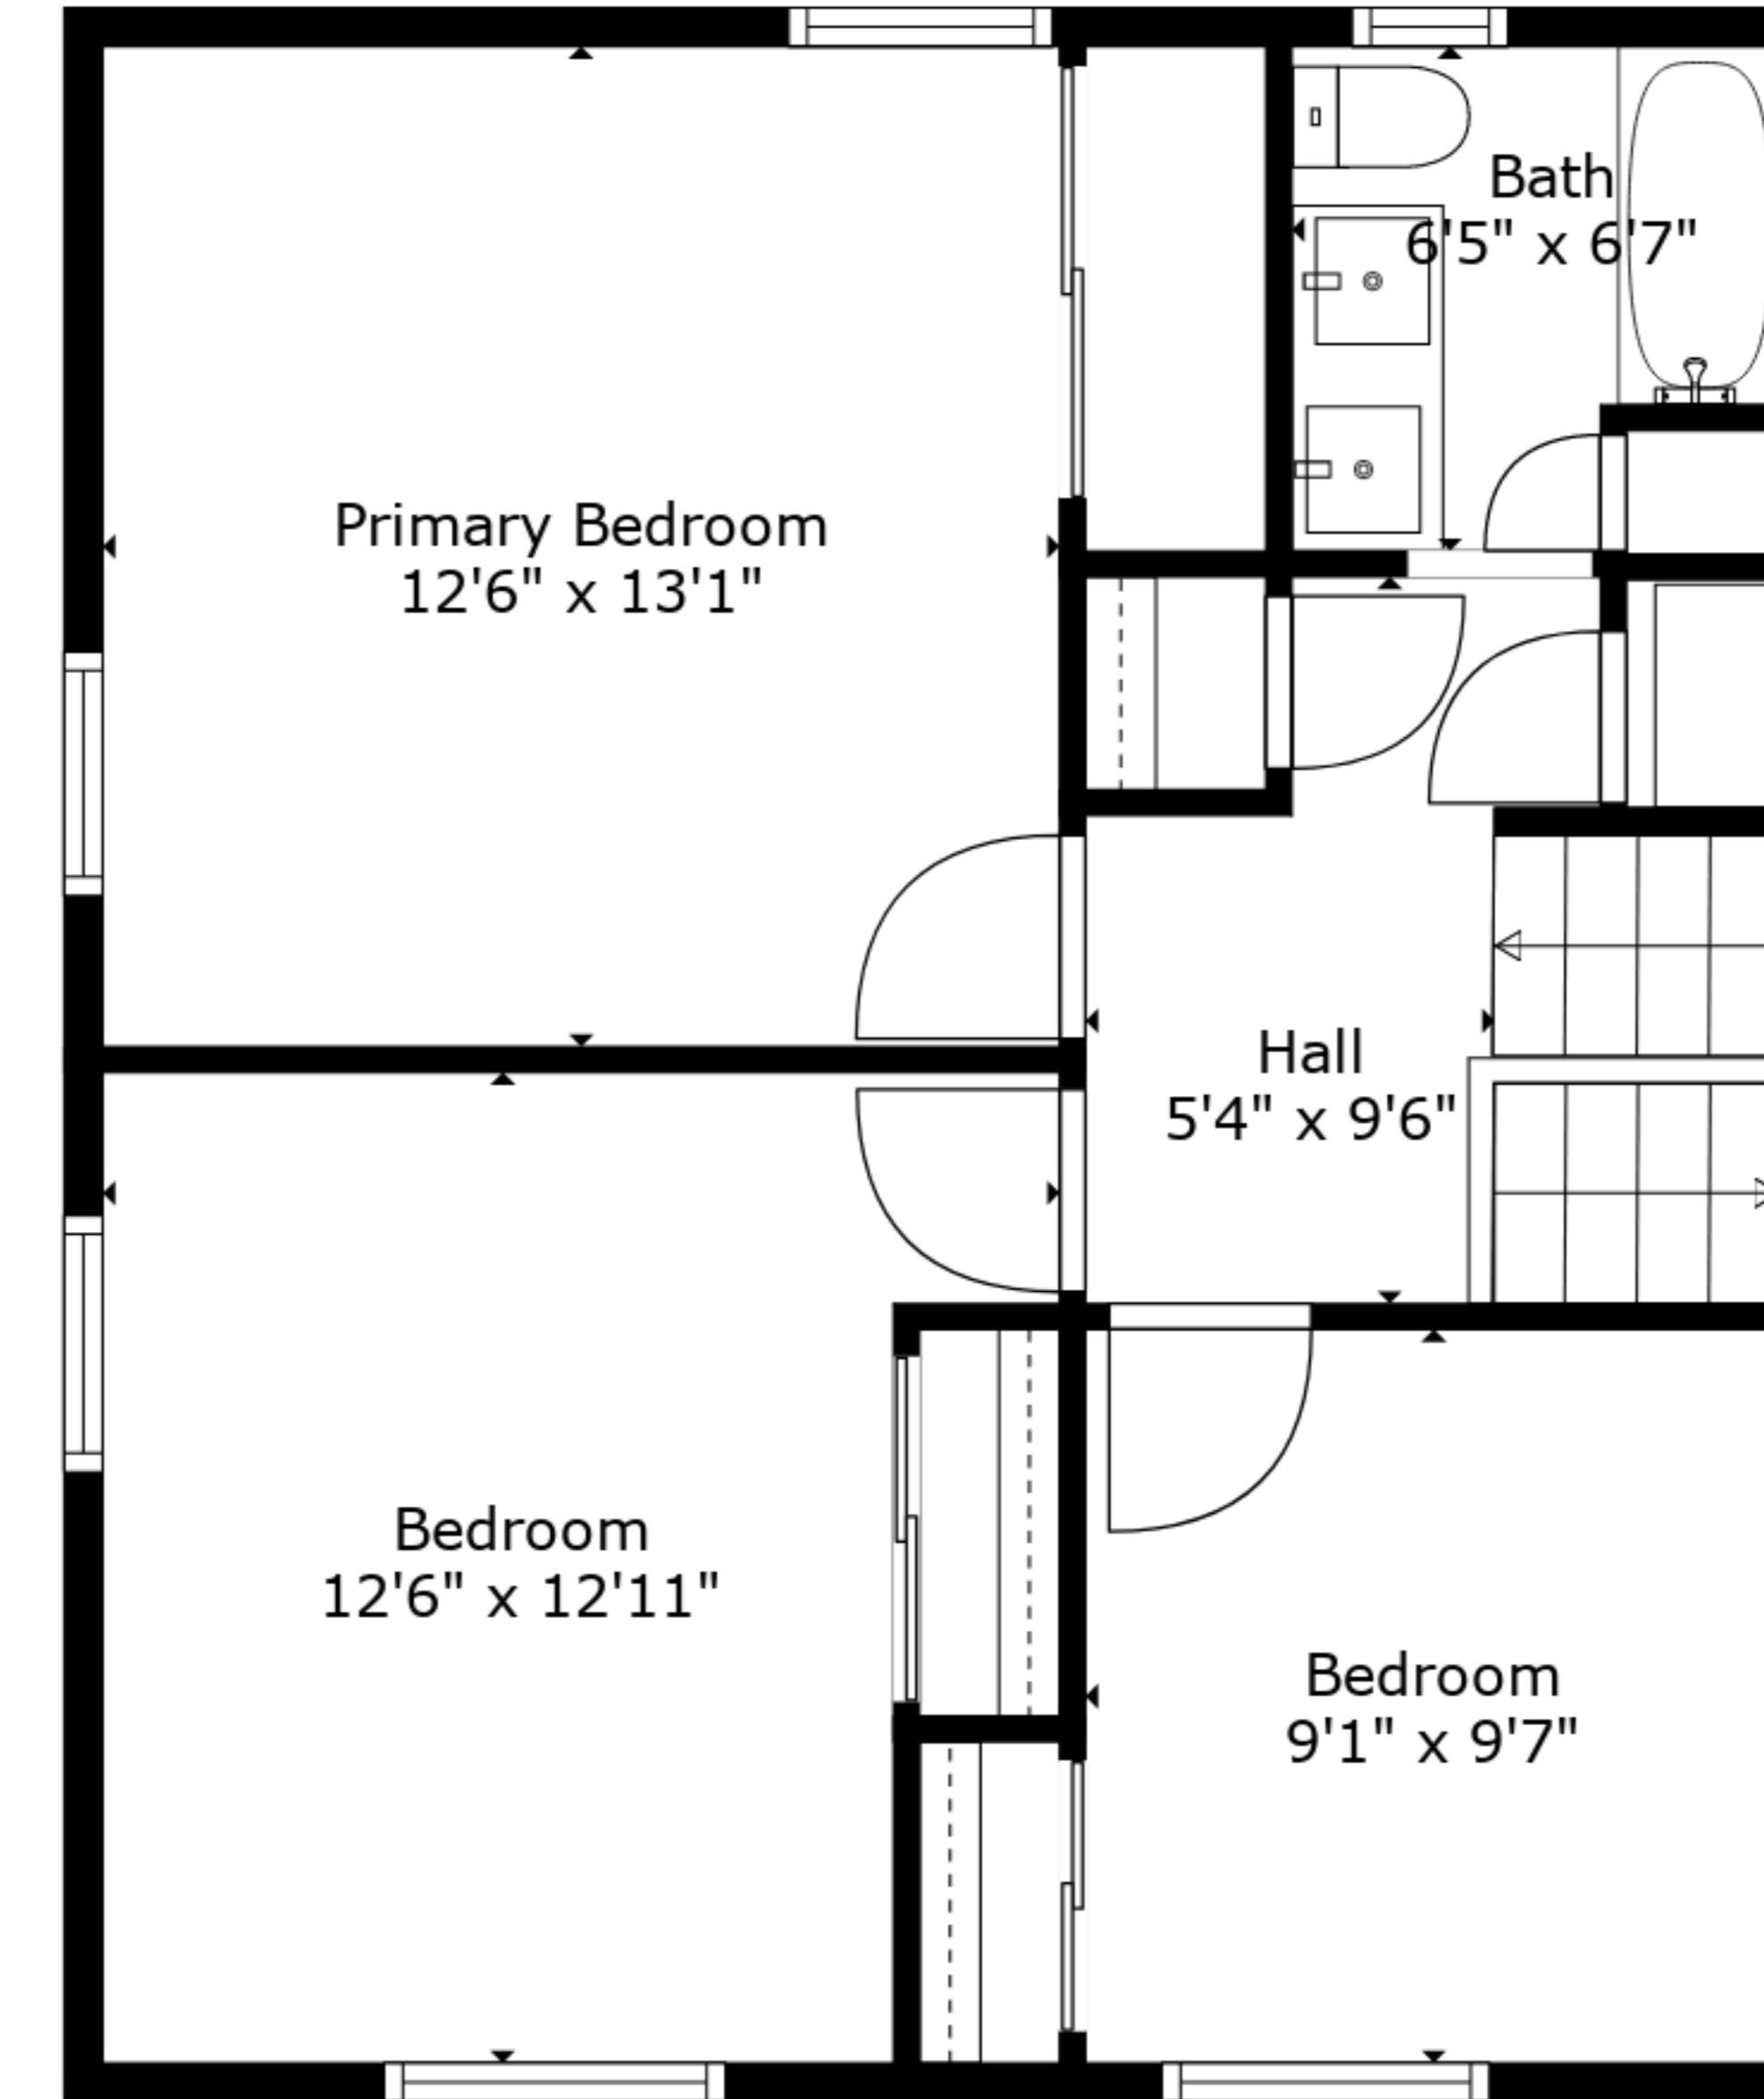 Bath
6'5" x 6'7"
Primary Bedroom
12'6" x 13'1"
Hall
5'4" x 9'6"
Bedroom
12'6" x 12'11"
Bedroom
9'1" x 9'7"